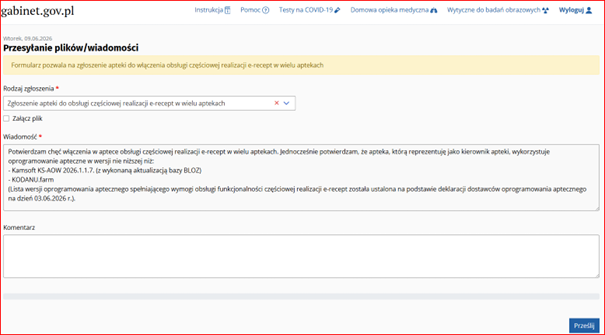 gabinet.gov.pl
Instrukcja Pomoc Testy na COVID-19 Domowa opieka medyczna Wytyczne do badań obrazowych Wyloguj
Wtorek, 09.06.2026
Przesyłanie plików/wiadomości
Formularz pozwala na zgłoszenie apteki do włączenia obsługi częściowej realizacji e-recept w wielu aptekach
Rodzaj zgłoszenia *
Zgłoszenie apteki do obsługi częściowej realizacji e-recept w wielu aptekach
Załącz plik
Wiadomość *
Potwierdzam chęć włączenia w aptece obsługi częściowej realizacji e-recept w wielu aptekach. Jednocześnie potwierdzam, że apteka, którą reprezentuję jako kierownik apteki, wykorzystuje
oprogramowanie apteczne w wersji nie niższej niż:
- Kamsoft KS-AOW 2026.1.1.7. (z wykonaną aktualizacją bazy BLOZ)
- KODANU.farm
(Lista wersji oprogramowania aptecznego spełniającego wymogi obsługi funkcjonalności częściowej realizacji e-recept została ustalona na podstawie deklaracji dostawców oprogramowania aptecznego
na dzień 03.06.2026 r.).
Komentarz
Prześlij